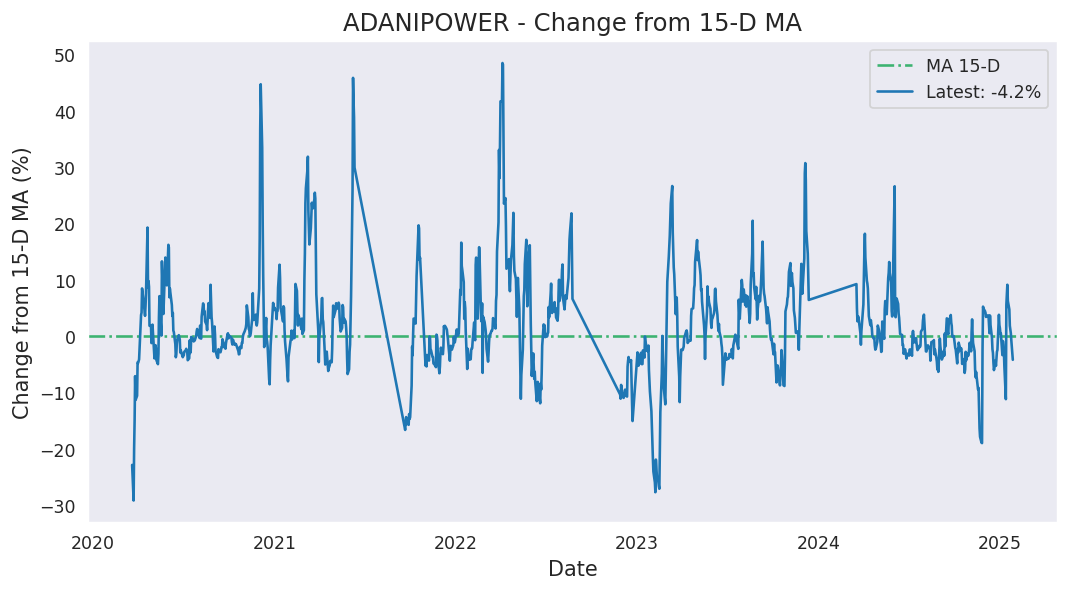 ADANIPOWER - Change from 15-D MA
MA 15-D
Latest: -4.2%
Change from 15-D MA (%)
50
40
30
20
10
0
−10
−20
−30
2020 2021 2022 2023 2024 2025
Date